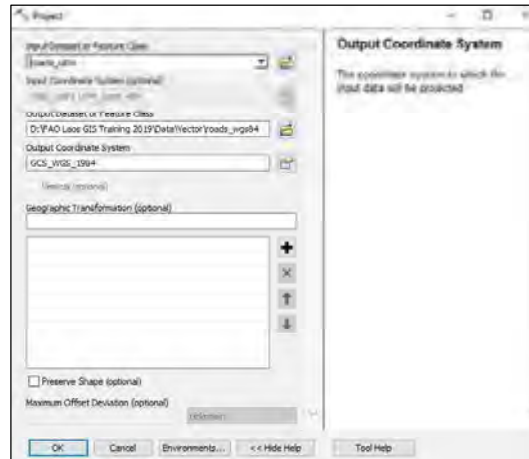 Project
Output Coordinate System
Input Dataset or Feature Class
The coordinate system to which the
input data will be projected
roads_utm
Input Coordinate System (optional)
Output Dataset or Feature Class
D:\FAO Laos GIS Training 2019\Data\Vector\roads_wgs84
Output Coordinate System
GCS_WGS_1984
Vertical (optional)
Geographic Transformation (optional)
Preserve Shape (optional)
Maximum Offset Deviation (optional)
Unknown
OK
Cancel
Environments...
<< Hide Help
Tool Help